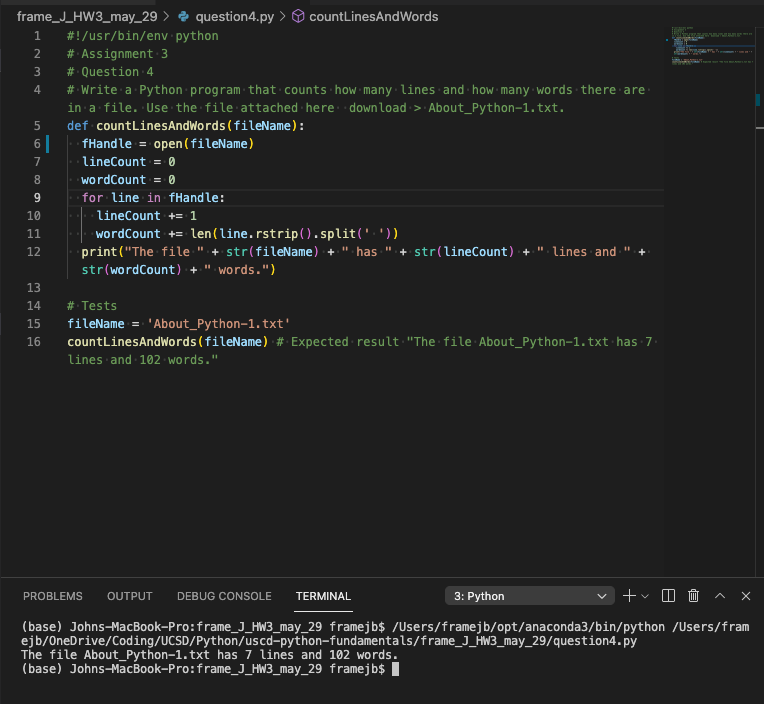 frame_J_HW3_may_29 > question4.py > countLinesAndWords
1 #!/usr/bin/env python
2 # Assignment 3
3 # Question 4
4 # Write a Python program that counts how many lines and how many words there are
in a file. Use the file attached here  download > About_Python-1.txt.
5 def countLinesAndWords(fileName):
6   fHandle = open(fileName)
7   lineCount = 0
8   wordCount = 0
9   for line in fHandle:
10     lineCount += 1
11     wordCount += len(line.rstrip().split(' '))
12   print("The file " + str(fileName) + " has " + str(lineCount) + " lines and " +
str(wordCount) + " words.")
13
14 # Tests
15 fileName = 'About_Python-1.txt'
16 countLinesAndWords(fileName) # Expected result "The file About_Python-1.txt has 7
lines and 102 words."
PROBLEMS OUTPUT DEBUG CONSOLE TERMINAL 3: Python
(base) Johns-MacBook-Pro:frame_J_HW3_may_29 framejb$ /Users/framejb/opt/anaconda3/bin/python /Users/fram
ejb/OneDrive/Coding/UCSD/Python/uscd-python-fundamentals/frame_J_HW3_may_29/question4.py
The file About_Python-1.txt has 7 lines and 102 words.
(base) Johns-MacBook-Pro:frame_J_HW3_may_29 framejb$